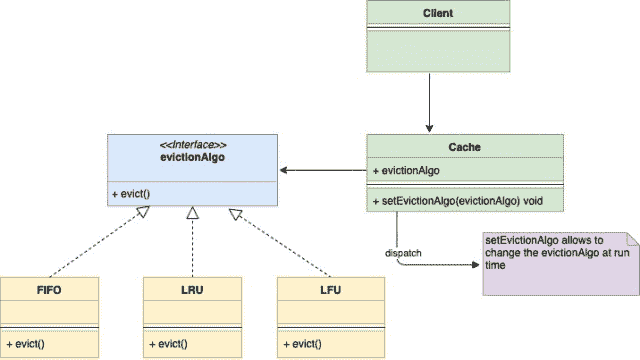 Client
<<Interface>>
evictionAlgo
+ evict()
Cache
+ evictionAlgo
+ setEvictionAlgo(evictionAlgo) void
dispatch
setEvictionAlgo allows to
change the evictionAlgo at run
time
FIFO
+ evict()
LRU
+ evict()
LFU
+ evict()